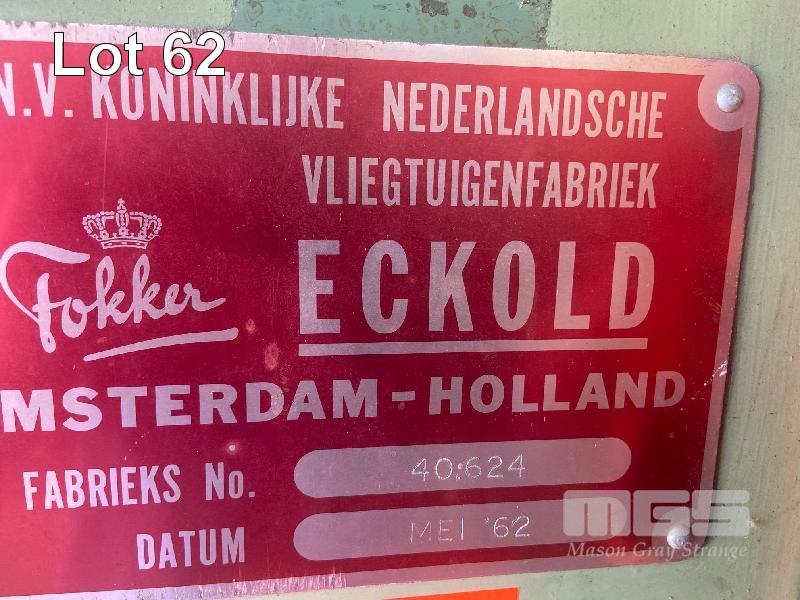 Lot 62
N.V. KONINKLIJKE NEDERLANDSCHE
VLIEGTUIGENFABRIEK
Fokker
ECKOLD
AMSTERDAM-HOLLAND
FABRIEKS No. 40.624
DATUM MEI '62
MGS
Mason Gray Strange